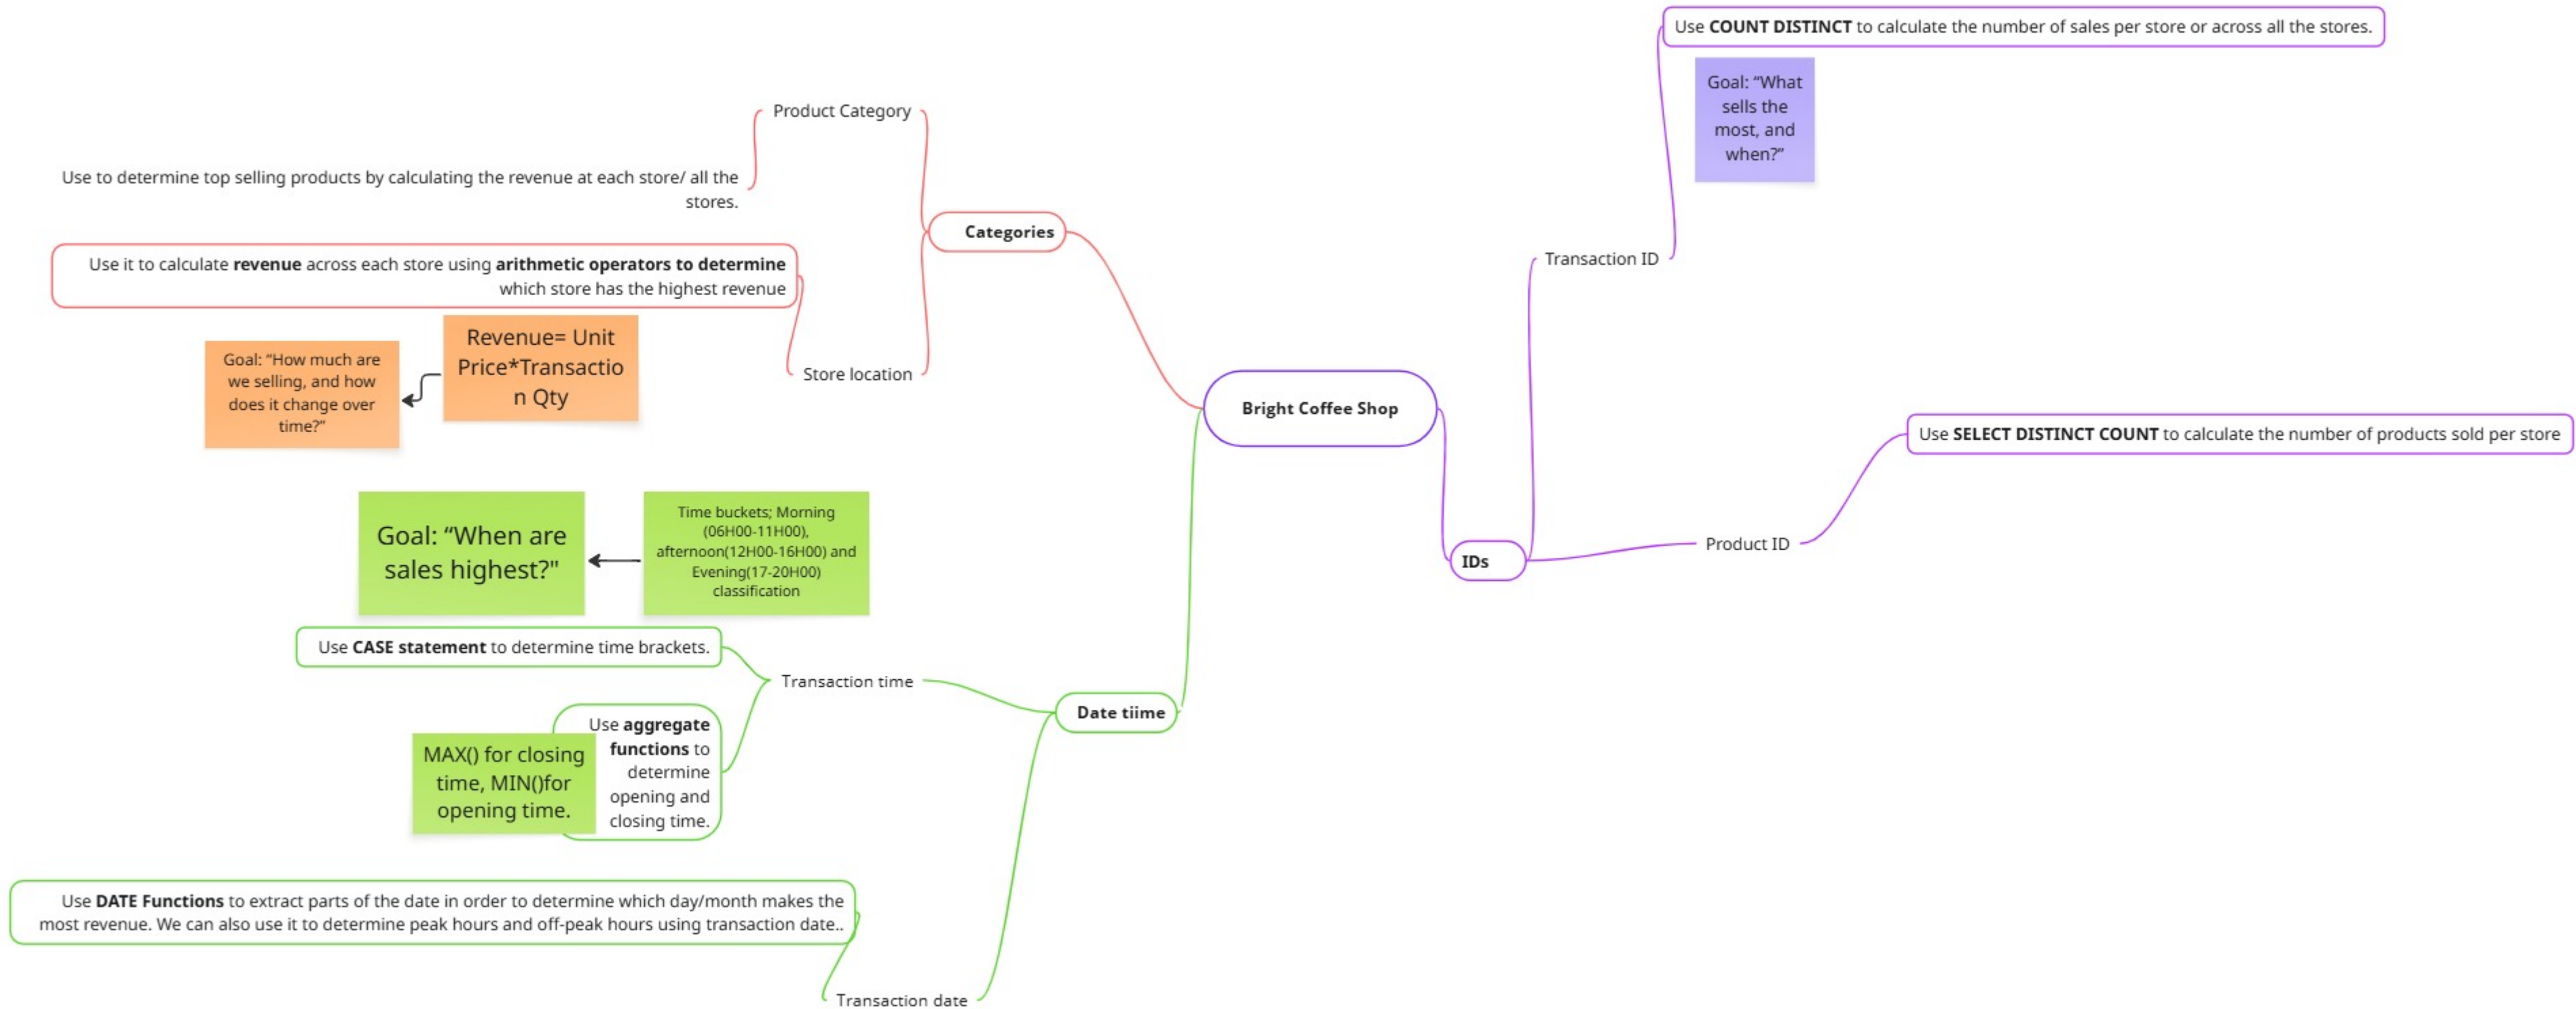 Use COUNT DISTINCT to calculate the number of sales per store or across all the stores.
Goal: “What
sells the
most, and
when?”
Product Category
Use to determine top selling products by calculating the revenue at each store/ all the
stores.
Categories
Use it to calculate revenue across each store using arithmetic operators to determine
which store has the highest revenue
Transaction ID
Revenue= Unit
Price*Transactio
n Qty
Goal: “How much are
we selling, and how
does it change over
time?”
Store location
Bright Coffee Shop
Use SELECT DISTINCT COUNT to calculate the number of products sold per store
Goal: “When are
sales highest?"
Time buckets; Morning
(06H00-11H00),
afternoon(12H00-16H00) and
Evening(17-20H00)
classification
Product ID
IDs
Use CASE statement to determine time brackets.
Transaction time
Date tiime
Use aggregate
functions to
determine
opening and
closing time.
MAX() for closing
time, MIN()for
opening time.
Use DATE Functions to extract parts of the date in order to determine which day/month makes the
most revenue. We can also use it to determine peak hours and off-peak hours using transaction date..
Transaction date